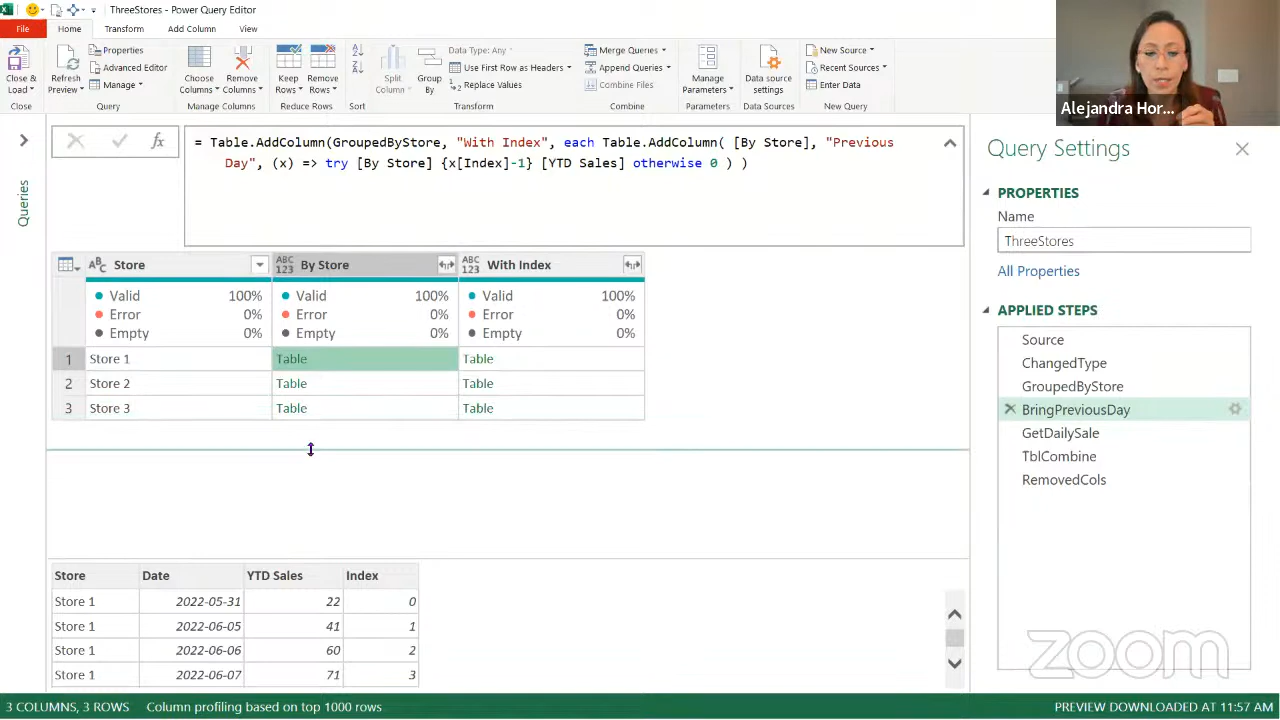 ThreeStores - Power Query Editor
File
Home
Transform
Add Column
View
Close & Load
Close
Refresh Preview
Properties
Advanced Editor
Manage
Query
Choose Columns
Remove Columns
Manage Columns
Keep Rows
Remove Rows
Reduce Rows
Sort
Split Column
Group By
Data Type: Any
Use First Row as Headers
Replace Values
Transform
Merge Queries
Append Queries
Combine Files
Combine
Manage Parameters
Parameters
Data source settings
Data Sources
New Source
Recent Sources
Enter Data
New Query
Alejandra Hor...
Queries
fx
= Table.AddColumn(GroupedByStore, "With Index", each Table.AddColumn( [By Store], "Previous
Day", (x) => try [By Store] {x[Index]-1} [YTD Sales] otherwise 0 ) )
ABC Store ABC 123 By Store ABC 123 With Index
Valid 100% Valid 100% Valid 100%
Error 0% Error 0% Error 0%
Empty 0% Empty 0% Empty 0%
1 Store 1 Table Table
2 Store 2 Table Table
3 Store 3 Table Table
Store Date YTD Sales Index
Store 1 2022-05-31 22 0
Store 1 2022-06-05 41 1
Store 1 2022-06-06 60 2
Store 1 2022-06-07 71 3
Query Settings
PROPERTIES
Name
ThreeStores
All Properties
APPLIED STEPS
Source
ChangedType
GroupedByStore
BringPreviousDay
GetDailySale
TblCombine
RemovedCols
zoom
3 COLUMNS, 3 ROWS
Column profiling based on top 1000 rows
PREVIEW DOWNLOADED AT 11:57 AM